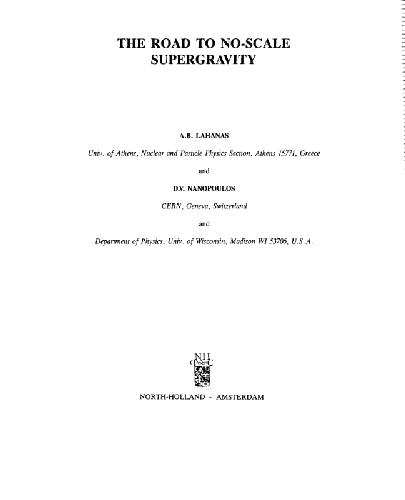 THE ROAD TO NO-SCALE
SUPERGRAVITY
A.B. LAHANAS
Univ. of Athens, Nuclear and Particle Physics Section, Athens 15771, Greece
and
D.V. NANOPOULOS
CERN, Geneva, Switzerland
and
Department of Physics, Univ. of Wisconsin, Madison WI 53706, U.S.A.
NH
NORTH-HOLLAND - AMSTERDAM